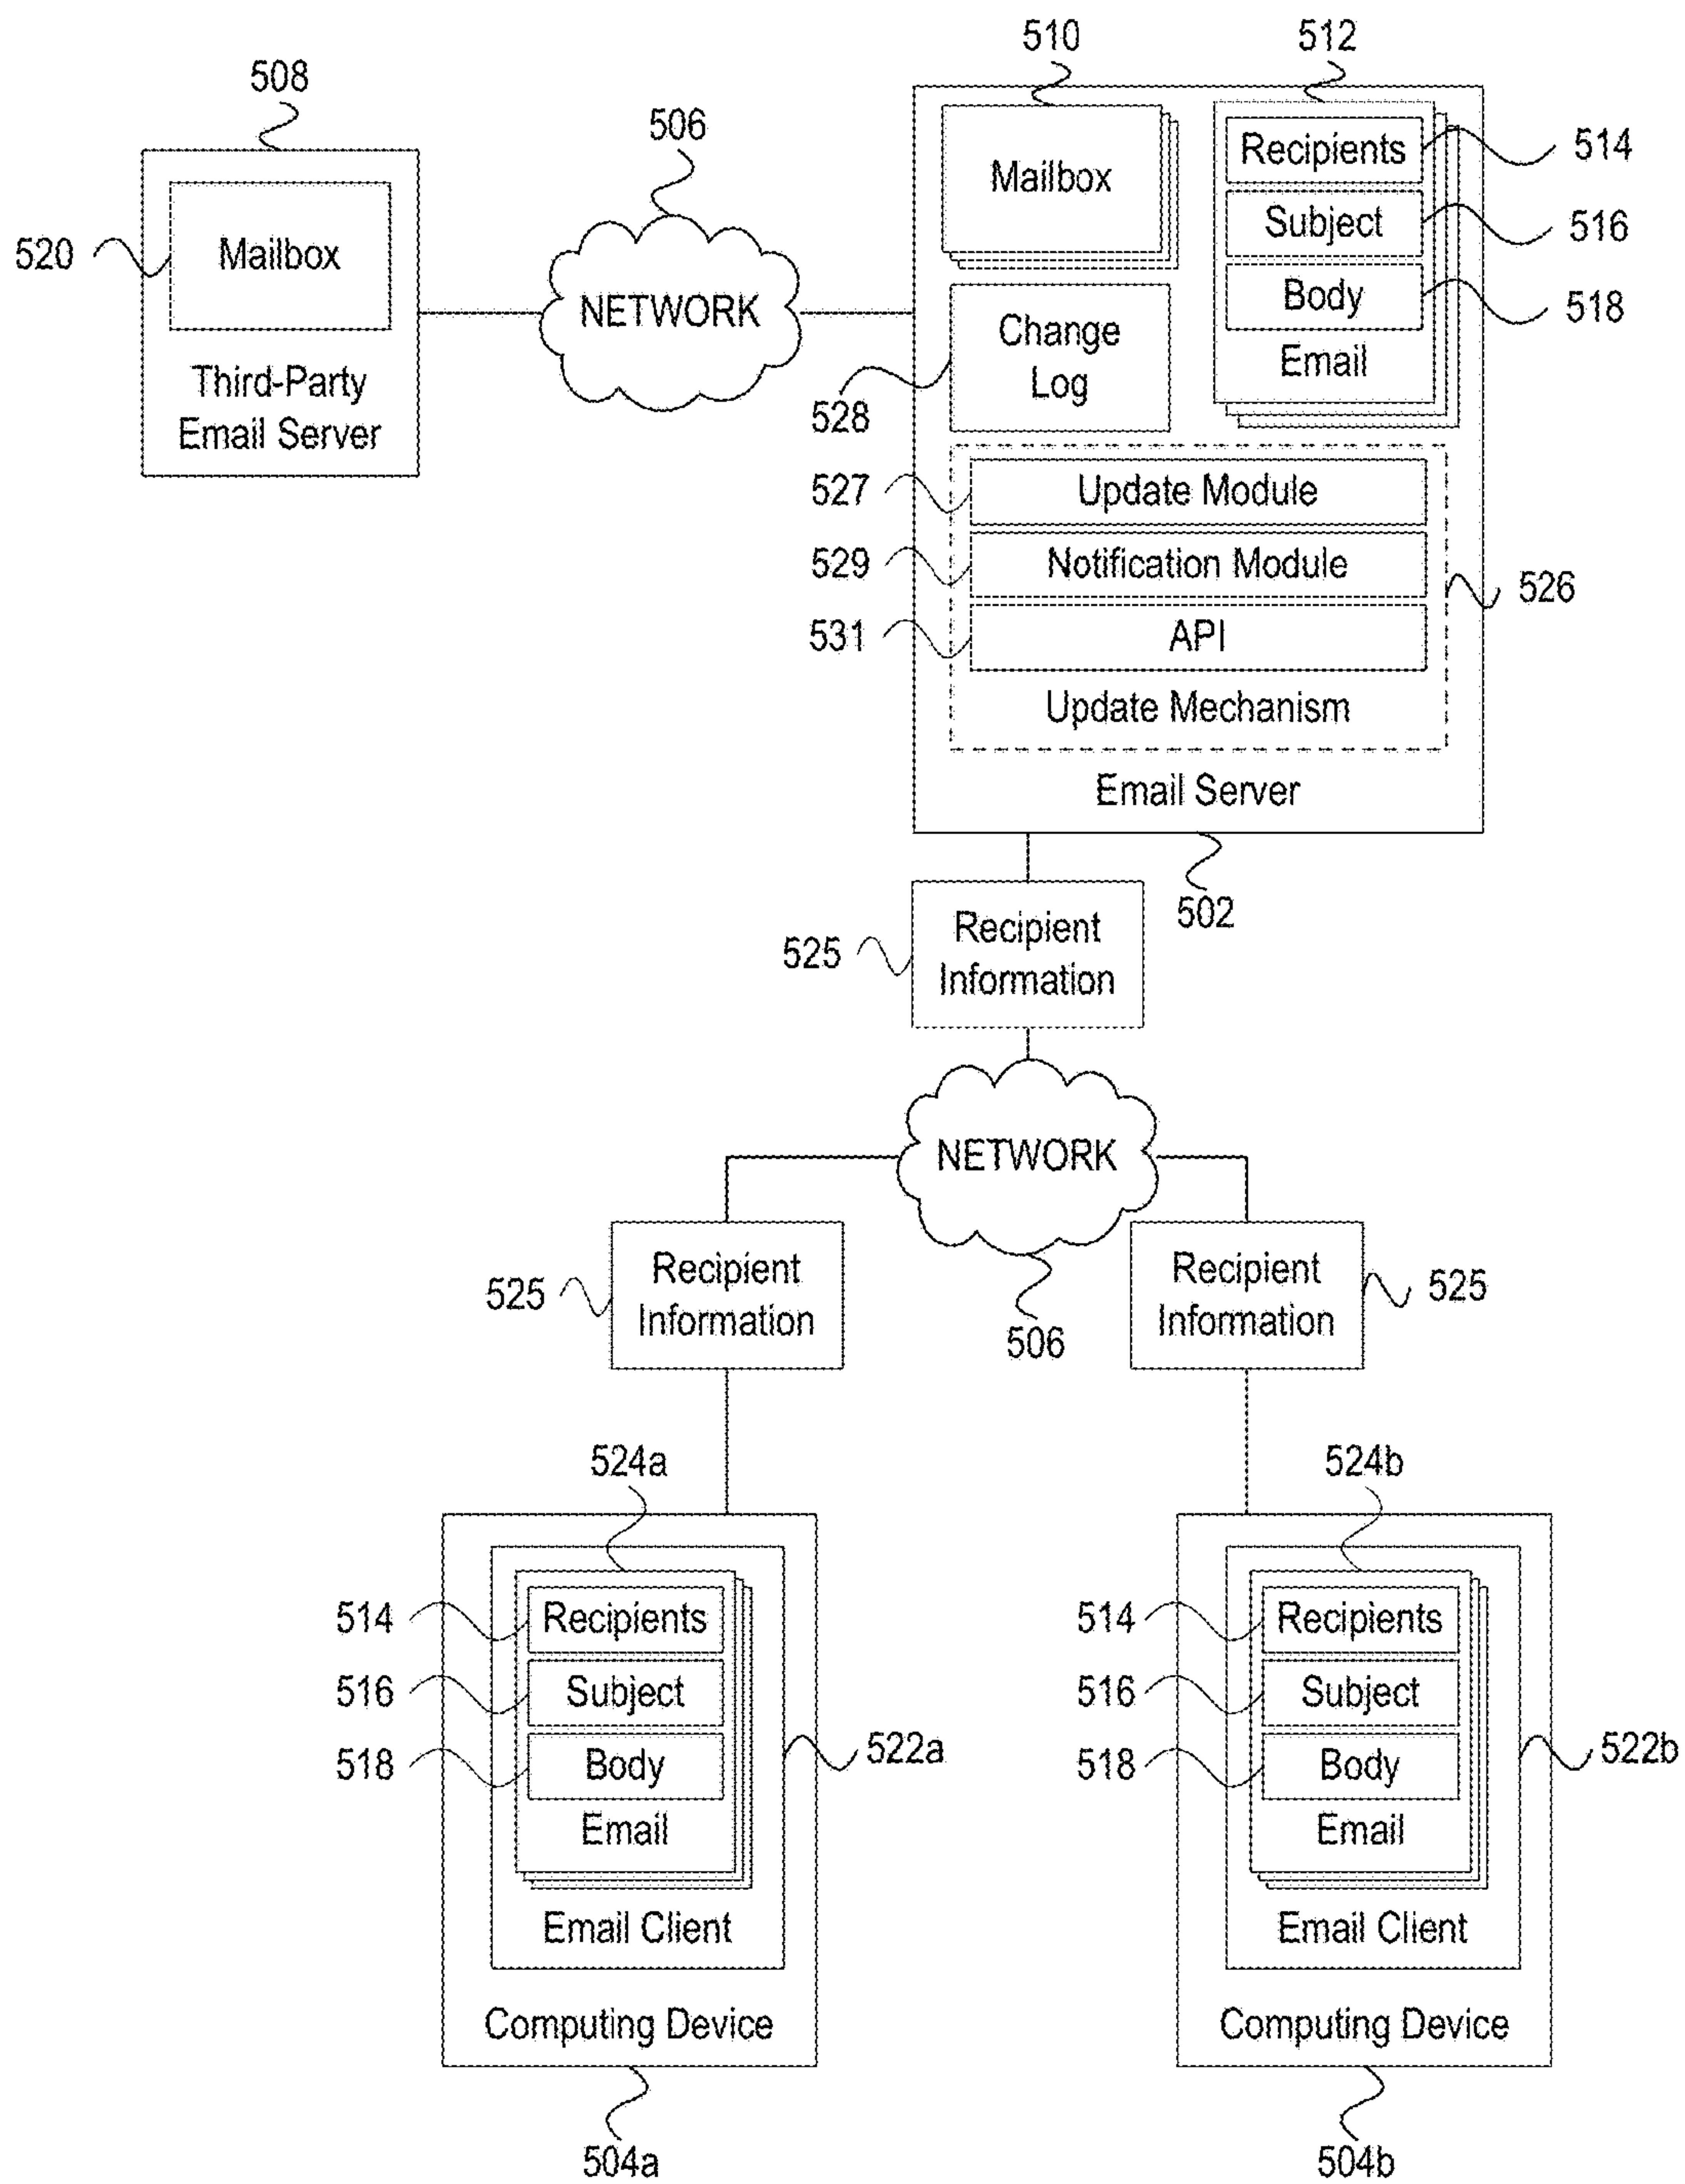 510
512
508
506
Mailbox
Recipients
514
520
Mailbox
Subject
516
NETWORK
Body
518
Change
Log
Email
528
Third-Party
Email Server
527
Update Module
529
Notification Module
526
531
API
Update Mechanism
Email Server
502
525
Recipient
Information
NETWORK
525
Recipient
Information
506
Recipient
Information
525
524a
514
Recipients
516
Subject
518
Body
522a
Email
Email Client
Computing Device
504a
524b
514
Recipients
516
Subject
518
Body
522b
Email
Email Client
Computing Device
504b